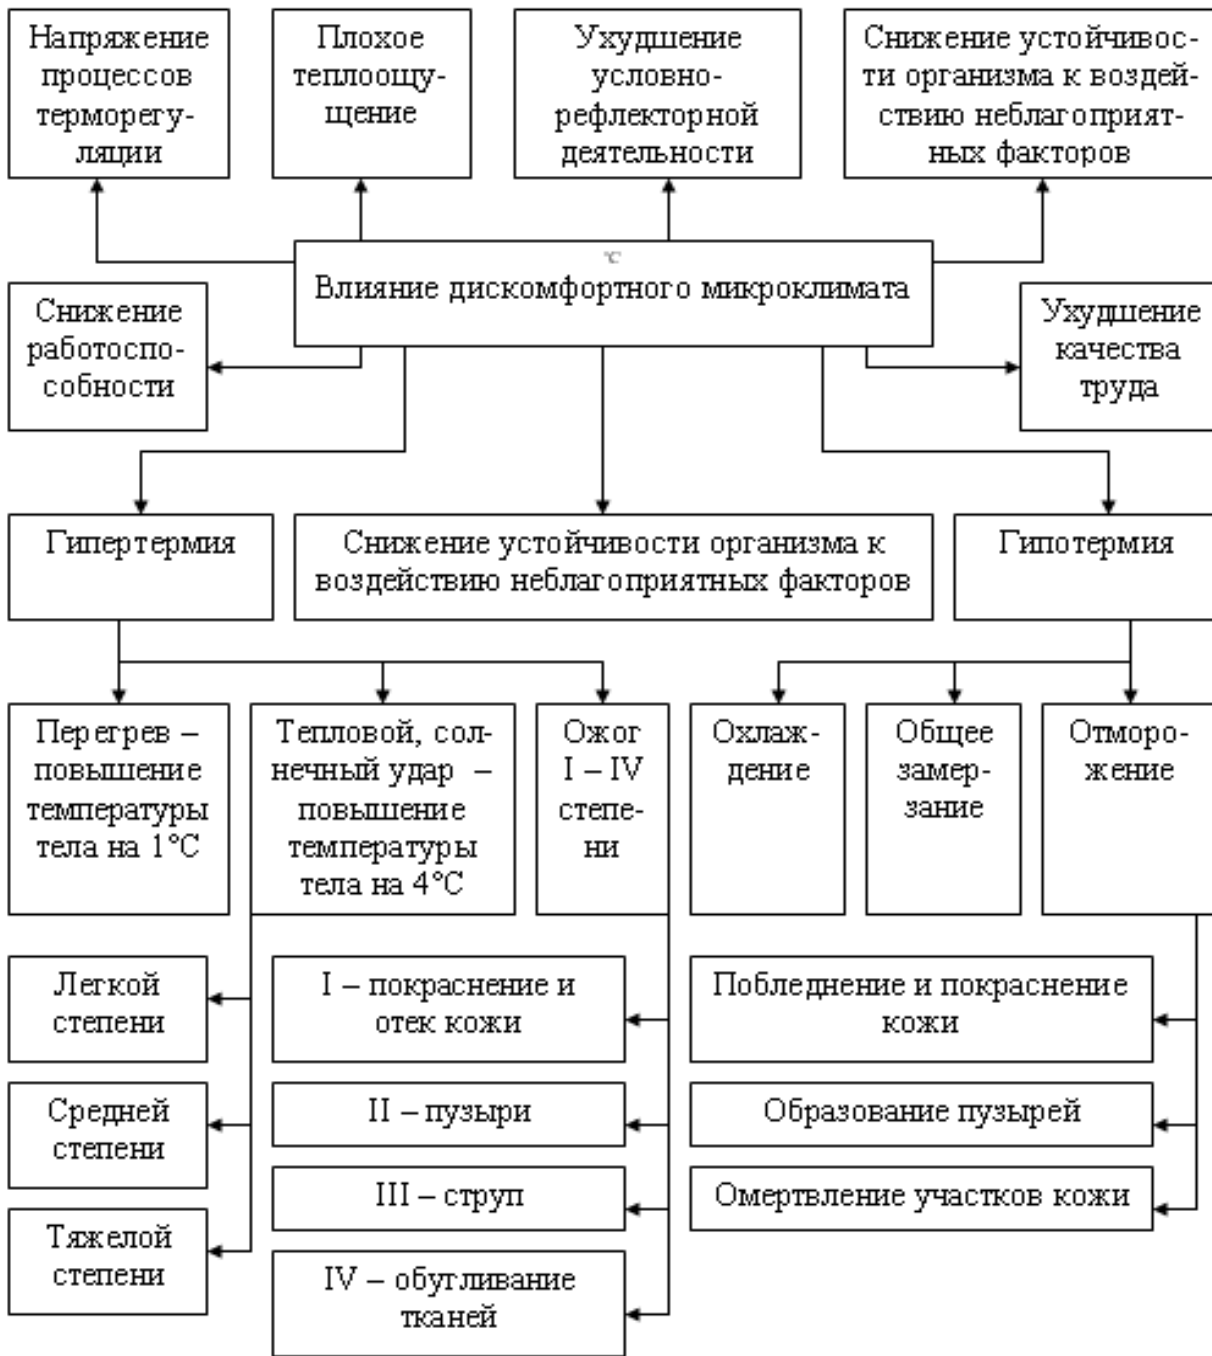 Напряжение
процессов
терморегу-
ляции
Плохое
теплоощу-
щение
Ухудшение
условно-
рефлекторной
деятельности
Снижение устойчивос-
ти организма к воздей-
ствию неблагоприят-
ных факторов
°С
Влияние дискомфортного микроклимата
Снижение
работоспо-
собности
Ухудшение
качества
труда
Гипертермия
Снижение устойчивости организма к
воздействию неблагоприятных факторов
Гипотермия
Перегрев –
повышение
температуры
тела на 1°С
Тепловой, сол-
нечный удар –
повышение
температуры
тела на 4°С
Ожог
I – IV
степе-
ни
Охлаж-
дение
Общее
замер-
зание
Отморо-
жение
Легкой
степени
Средней
степени
Тяжелой
степени
I – покраснение и
отек кожи
II – пузыри
III – струп
IV – обугливание
тканей
Побледнение и покраснение
кожи
Образование пузырей
Омертвление участков кожи